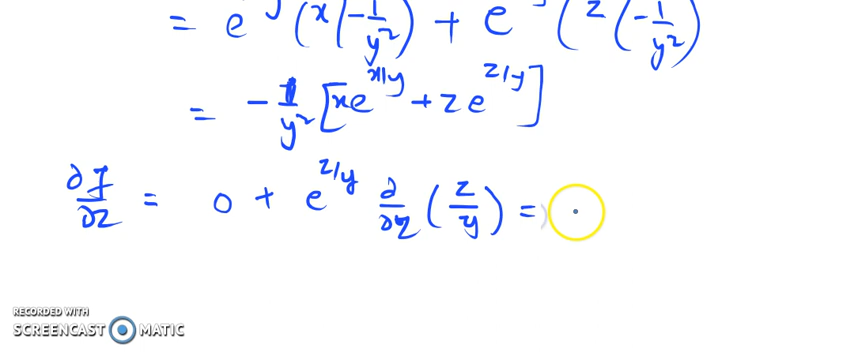 = e^(x/y) (x(-1/y²)) + e (z(-1/y²))
= -1/y² [xe^(x/y) + ze^(z/y)]
∂f/∂z = 0 + e^(z/y) ∂/∂z (z/y) =
RECORDED WITH
SCREENCAST MATIC